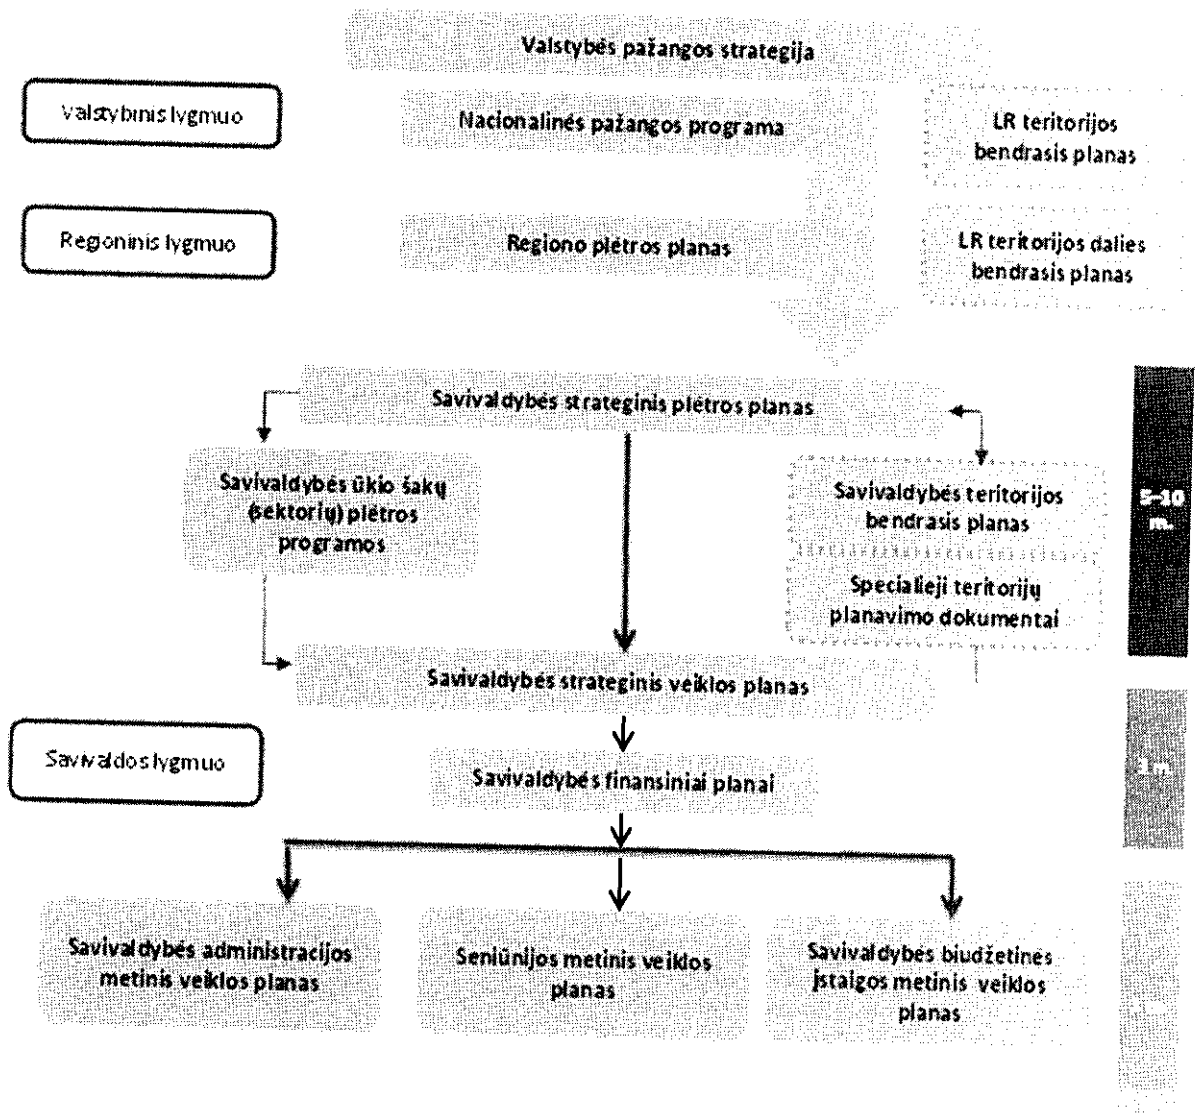 Valstybės pažangos strategija
Valstybinis lygmuo
Nacionalinės pažangos programa
LR teritorijos
bendrasis planas
Regioninis lygmuo
Regiono plėtros planas
LR teritorijos dalies
bendrasis planas
Savivaldybės strateginis plėtros planas
Savivaldybės ūkio šakų
(sektorių) plėtros
programos
Savivaldybės teritorijos
bendrasis planas
Specialieji teritorijų
planavimo dokumentai
5-10
m.
Savivaldybės strateginis veiklos planas
Savivaldos lygmuo
Savivaldybės finansiniai planai
3 m
Savivaldybės administracijos
metinis veiklos planas
Seniūnijos metinis veiklos
planas
Savivaldybės biudžetinės
įstaigos metinis veiklos
planas